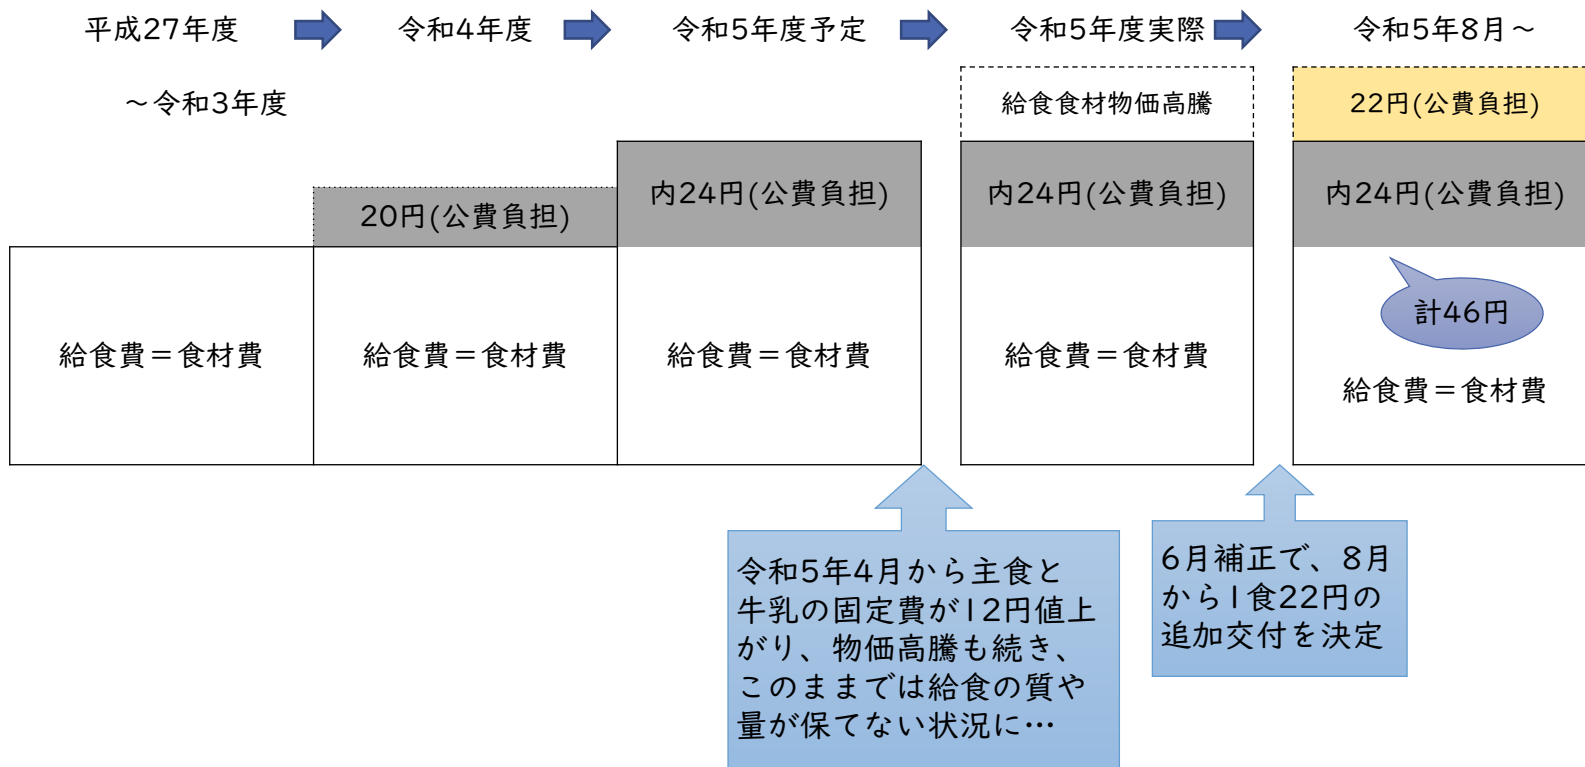 平成27年度
～令和3年度
令和4年度
令和5年度予定
令和5年度実際
令和5年8月～
給食費＝食材費
20円(公費負担)
給食費＝食材費
内24円(公費負担)
給食費＝食材費
給食食材物価高騰
内24円(公費負担)
給食費＝食材費
22円(公費負担)
内24円(公費負担)
計46円
給食費＝食材費
令和5年4月から主食と
牛乳の固定費が12円値上
がり、物価高騰も続き、
このままでは給食の質や
量が保てない状況に…
6月補正で、8月
から1食22円の
追加交付を決定